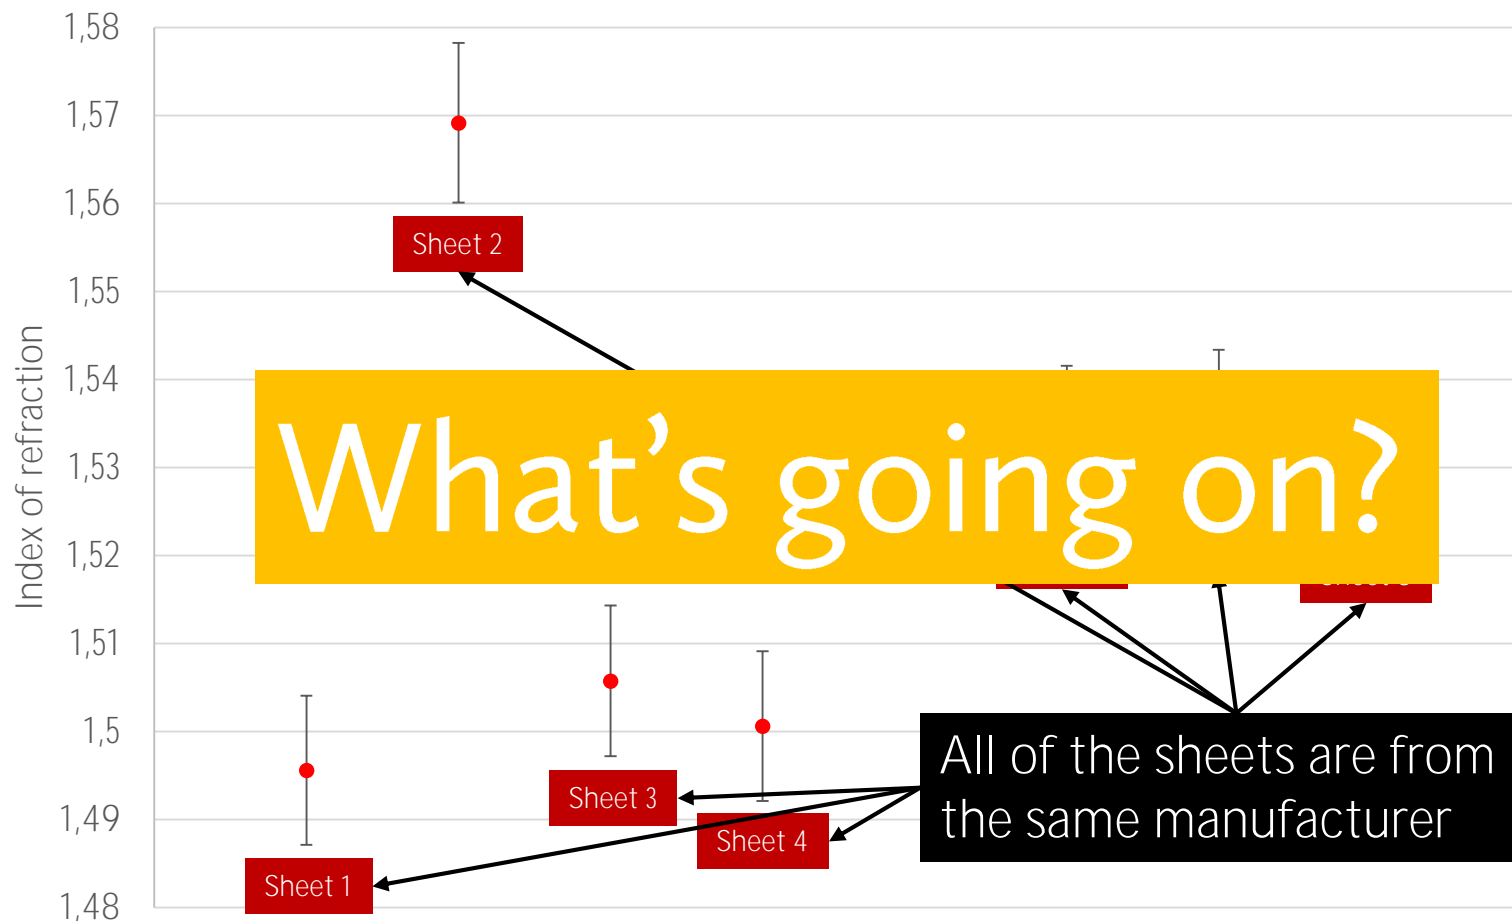 1,58
1,57
1,56
1,55
1,54
1,53
1,52
1,51
1,5
1,49
1,48
Index of refraction
Sheet 2
What's going on?
Sheet 3
Sheet 4
Sheet 1
All of the sheets are from
the same manufacturer